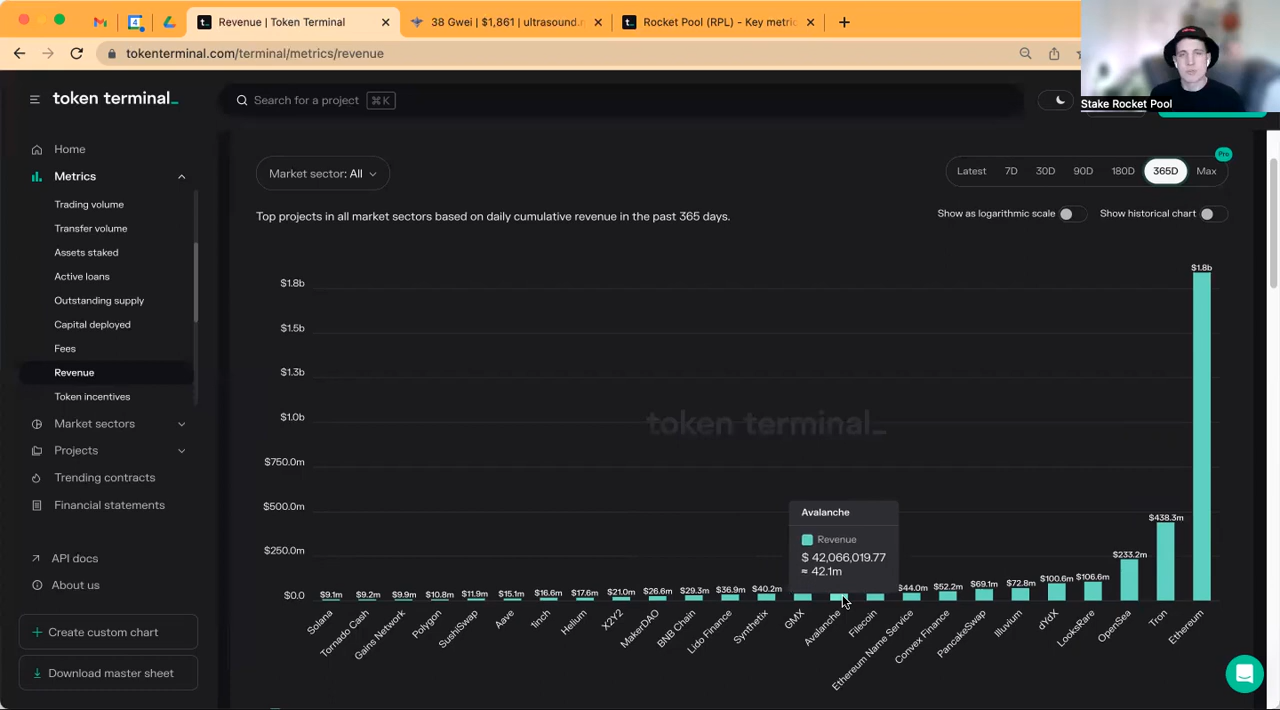 Revenue | Token Terminal
38 Gwei | $1,861 | ultrasound.m
Rocket Pool (RPL) - Key metric
tokenterminal.com/terminal/metrics/revenue
Stake Rocket Pool
token terminal_
Search for a project
⌘K
Home
Metrics
Trading volume
Transfer volume
Assets staked
Active loans
Outstanding supply
Capital deployed
Fees
Revenue
Token incentives
Market sectors
Projects
Trending contracts
Financial statements
API docs
About us
Create custom chart
Download master sheet
Market sector: All
Pro
Latest 7D 30D 90D 180D 365D Max
Top projects in all market sectors based on daily cumulative revenue in the past 365 days.
Show as logarithmic scale
Show historical chart
$1.8b
$1.5b
$1.3b
$1.0b
$750.0m
$500.0m
$250.0m
$0.0
token terminal_
Avalanche
Revenue
$ 42,066,019.77
≈ 42.1m
$9.1m $9.2m $9.9m $10.8m $11.9m $15.1m $16.6m $17.6m $21.0m $26.6m $29.3m $36.9m $40.2m $44.0m $52.2m $69.1m $72.8m $100.6m $106.6m $233.2m $438.3m $1.8b
Solana
Tornado Cash
Gains Network
Polygon
SushiSwap
Aave
1inch
Helium
X2Y2
MakerDAO
BNB Chain
Lido Finance
Synthetix
GMX
Avalanche
Filecoin
Ethereum Name Service
Convex Finance
PancakeSwap
Illuvium
dYdX
LooksRare
OpenSea
Tron
Ethereum